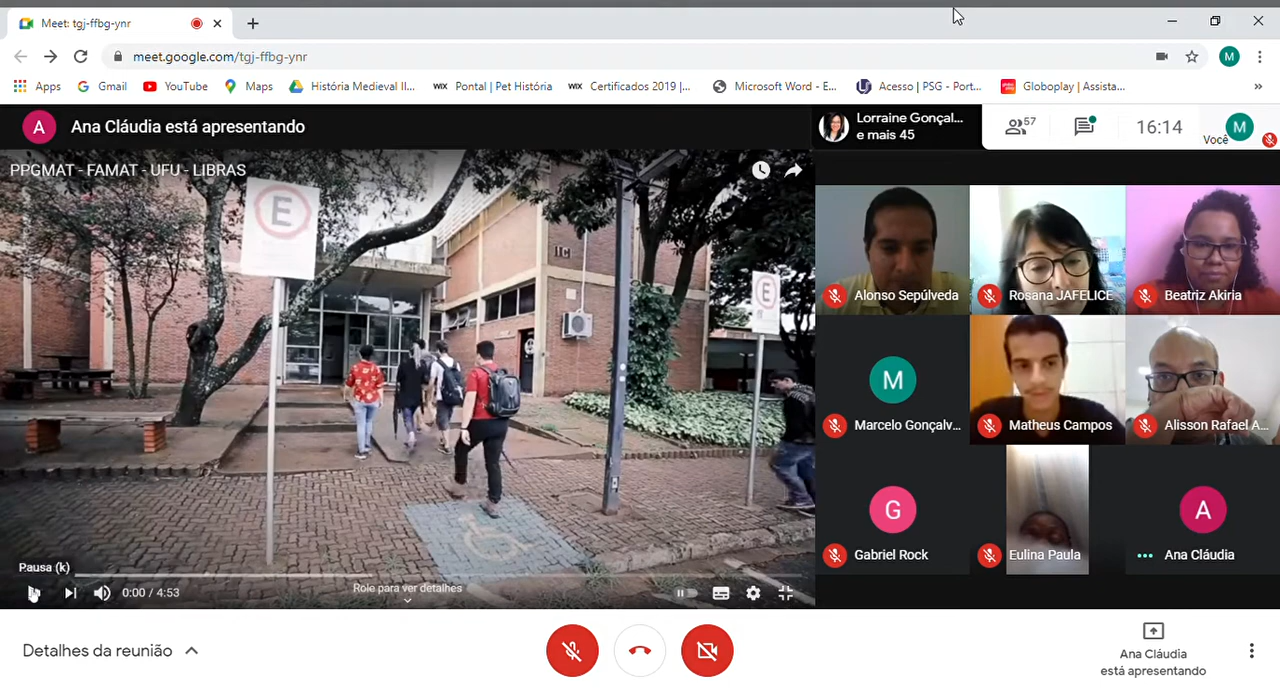 Meet: tgj-ffbg-ynr
meet.google.com/tgj-ffbg-ynr
M
Apps
Gmail
YouTube
Maps
História Medieval II...
WIX Pontal | Pet História
WIX Certificados 2019 |...
Microsoft Word - E...
Acesso | PSG - Port...
Globoplay | Assista...
»
A
Ana Cláudia está apresentando
Lorraine Gonçal...
e mais 45
57
16:14
Você
M
PPGMAT - FAMAT - UFU - LIBRAS
E
1C
E
Alonso Sepúlveda
Rosana JAFELICE
Beatriz Akiria
M
Marcelo Gonçalv...
Matheus Campos
Alisson Rafael A...
G
Gabriel Rock
Eulina Paula
A
Ana Cláudia
Pausa (k)
0:00 / 4:53
Role para ver detalhes
Detalhes da reunião
Ana Cláudia
está apresentando